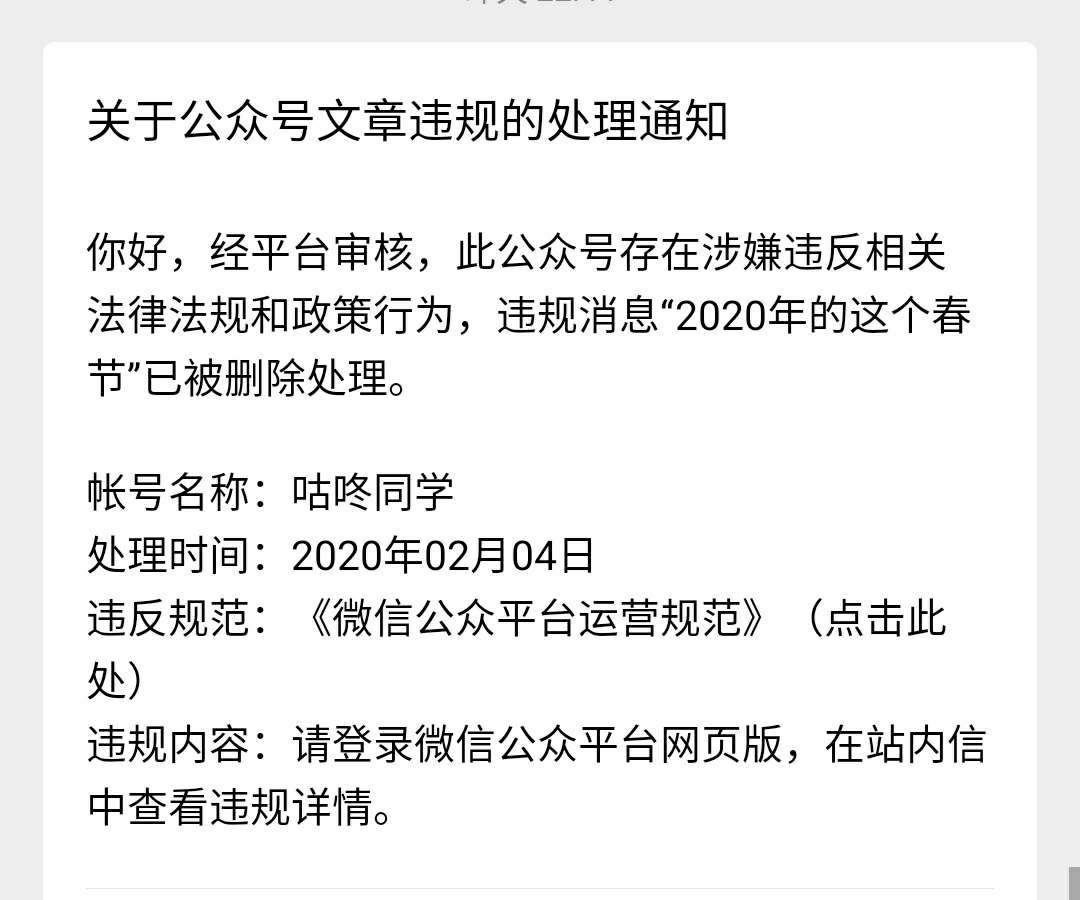 关于公众号文章违规的处理通知
你好，经平台审核，此公众号存在涉嫌违反相关
法律法规和政策行为，违规消息“2020年的这个春
节”已被删除处理。
帐号名称：咕咚同学
处理时间：2020年02月04日
违反规范：《微信公众平台运营规范》（点击此
处）
违规内容：请登录微信公众平台网页版，在站内信
中查看违规详情。